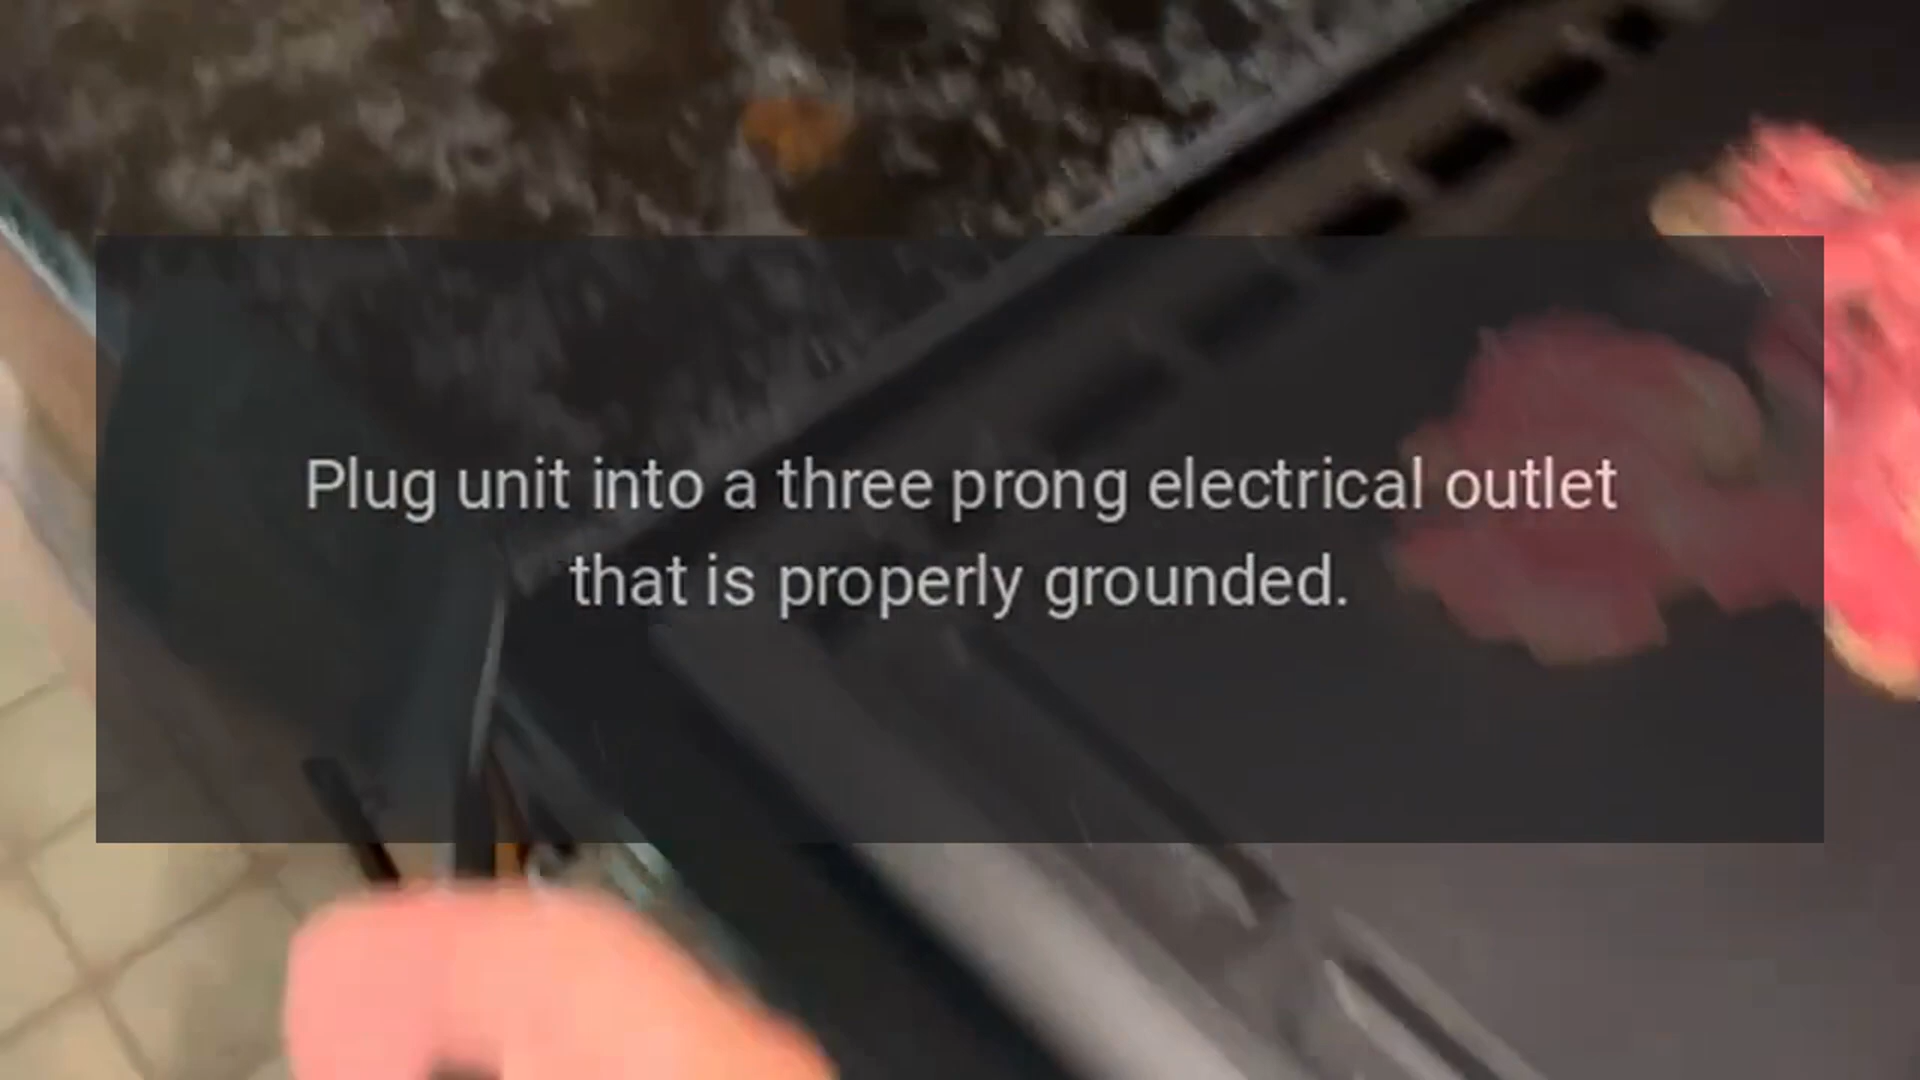 Plug unit into a three prong electrical outlet
that is properly grounded.